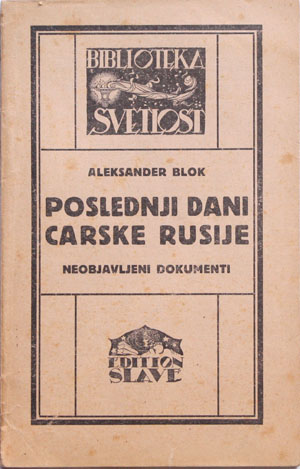 BIBLIOTEKA
SVETLOST
ALEKSANDER BLOK
POSLEDNJI DANI
CARSKE RUSIJE
NEOBJAVLJENI DOKUMENTI
EDITION
SLAVE